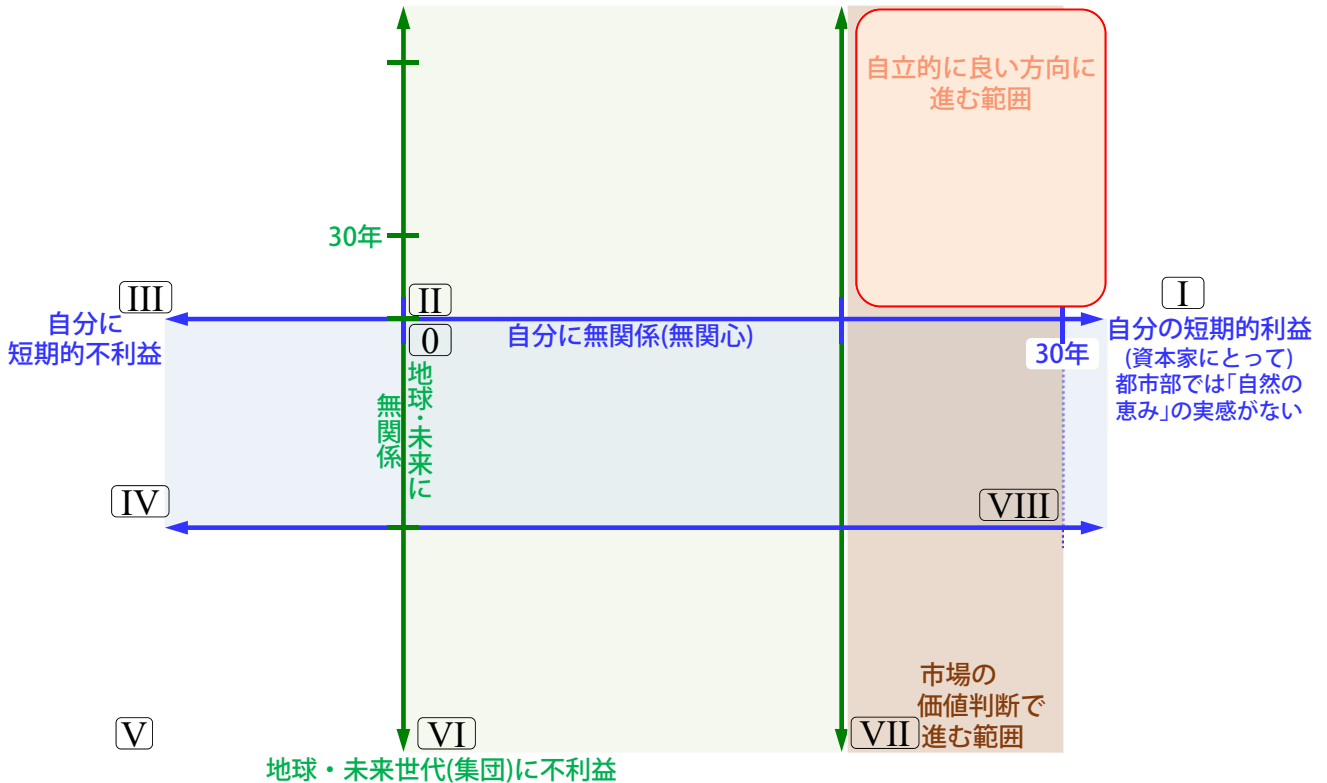 自立的に良い方向に
進む範囲
30年
III
II
I
自分に
短期的不利益
0
自分に無関係(無関心)
30年
自分の短期的利益
(資本家にとって)
都市部では「自然の
恵み」の実感がない
地球・未来に
無関係
IV
VIII
市場の
価値判断で
進む範囲
V
VI
VII
地球・未来世代(集団)に不利益